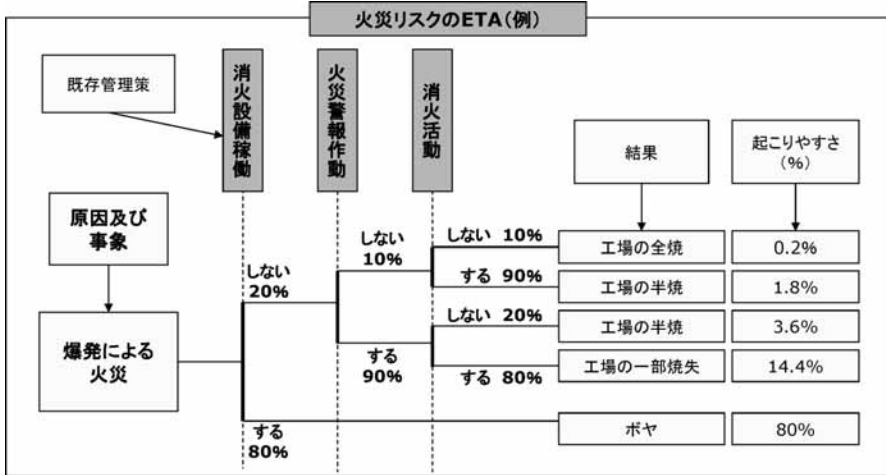 火災リスクのETA(例)
既存管理策
消火設備稼働
火災警報作動
消火活動
結果
起こりやすさ
(%)
原因及び
事象
爆発による
火災
しない
20%
する
80%
しない
10%
する
90%
しない 10%
する 90%
しない 20%
する 80%
工場の全焼
0.2%
工場の半焼
1.8%
工場の半焼
3.6%
工場の一部焼失
14.4%
ボヤ
80%